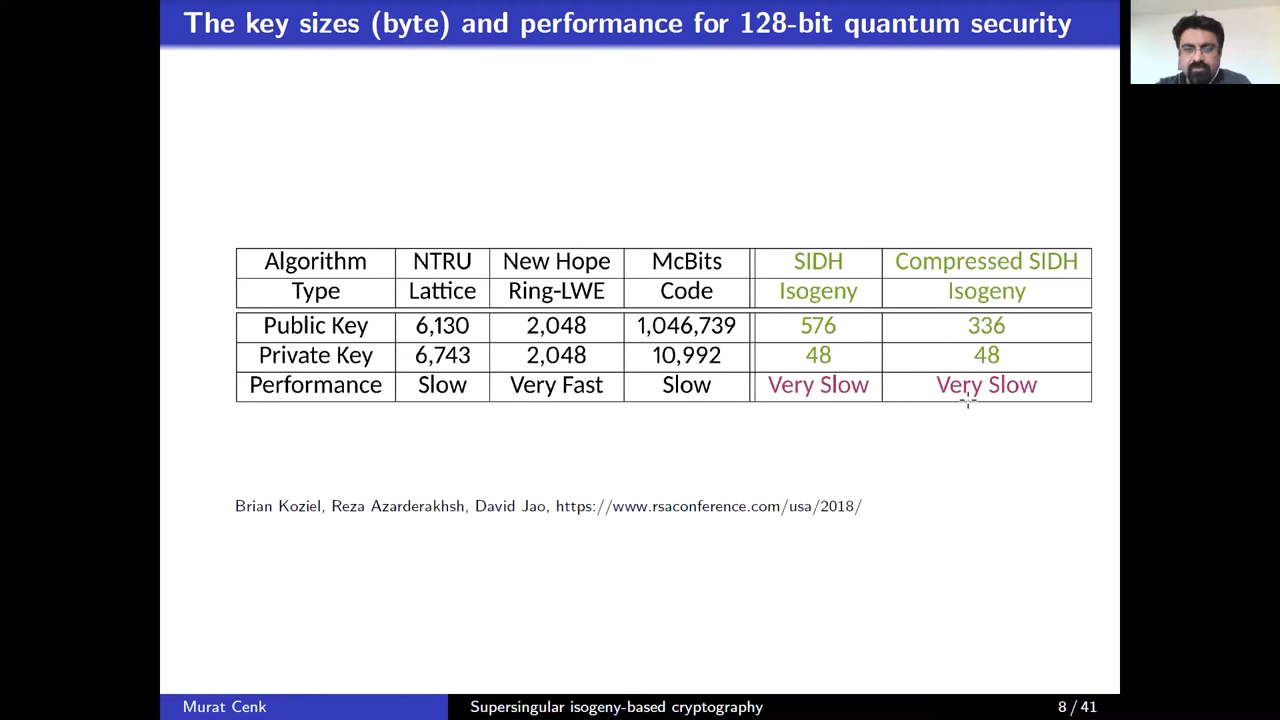 The key sizes (byte) and performance for 128-bit quantum security
Algorithm NTRU New Hope McBits SIDH Compressed SIDH
Type Lattice Ring-LWE Code Isogeny Isogeny
Public Key 6,130 2,048 1,046,739 576 336
Private Key 6,743 2,048 10,992 48 48
Performance Slow Very Fast Slow Very Slow Very Slow
Brian Koziel, Reza Azarderakhsh, David Jao, https://www.rsaconference.com/usa/2018/
Murat Cenk Supersingular isogeny-based cryptography 8 / 41